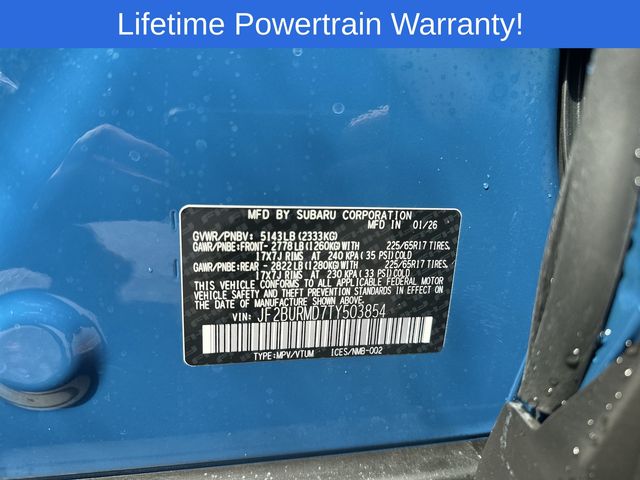 Lifetime Powertrain Warranty!
MFD BY SUBARU CORPORATION
GVWR/PNBV: 5143LB(2333KG) MFD IN 01/26
GAWR/PNBE:FRONT-2778LB(1260KG)WITH 225/65R17 TIRES,
17X7J RIMS AT 240 KPA(35 PSI)COLD
GAWR/PNBE:REAR -2822LB(1280KG)WITH 225/65R17 TIRES,
17X7J RIMS AT 230 KPA(33 PSI)COLD
THIS VEHICLE CONFORMS TO ALL APPLICABLE FEDERAL MOTOR
VEHICLE SAFETY AND THEFT PREVENTION STANDARDS
IN EFFECT ON THE DATE OF MANUFACTURE SHOWN ABOVE.
VIN: JF2BURMD7TY503854
TYPE:MPV/VTUM ICES/NMB-002